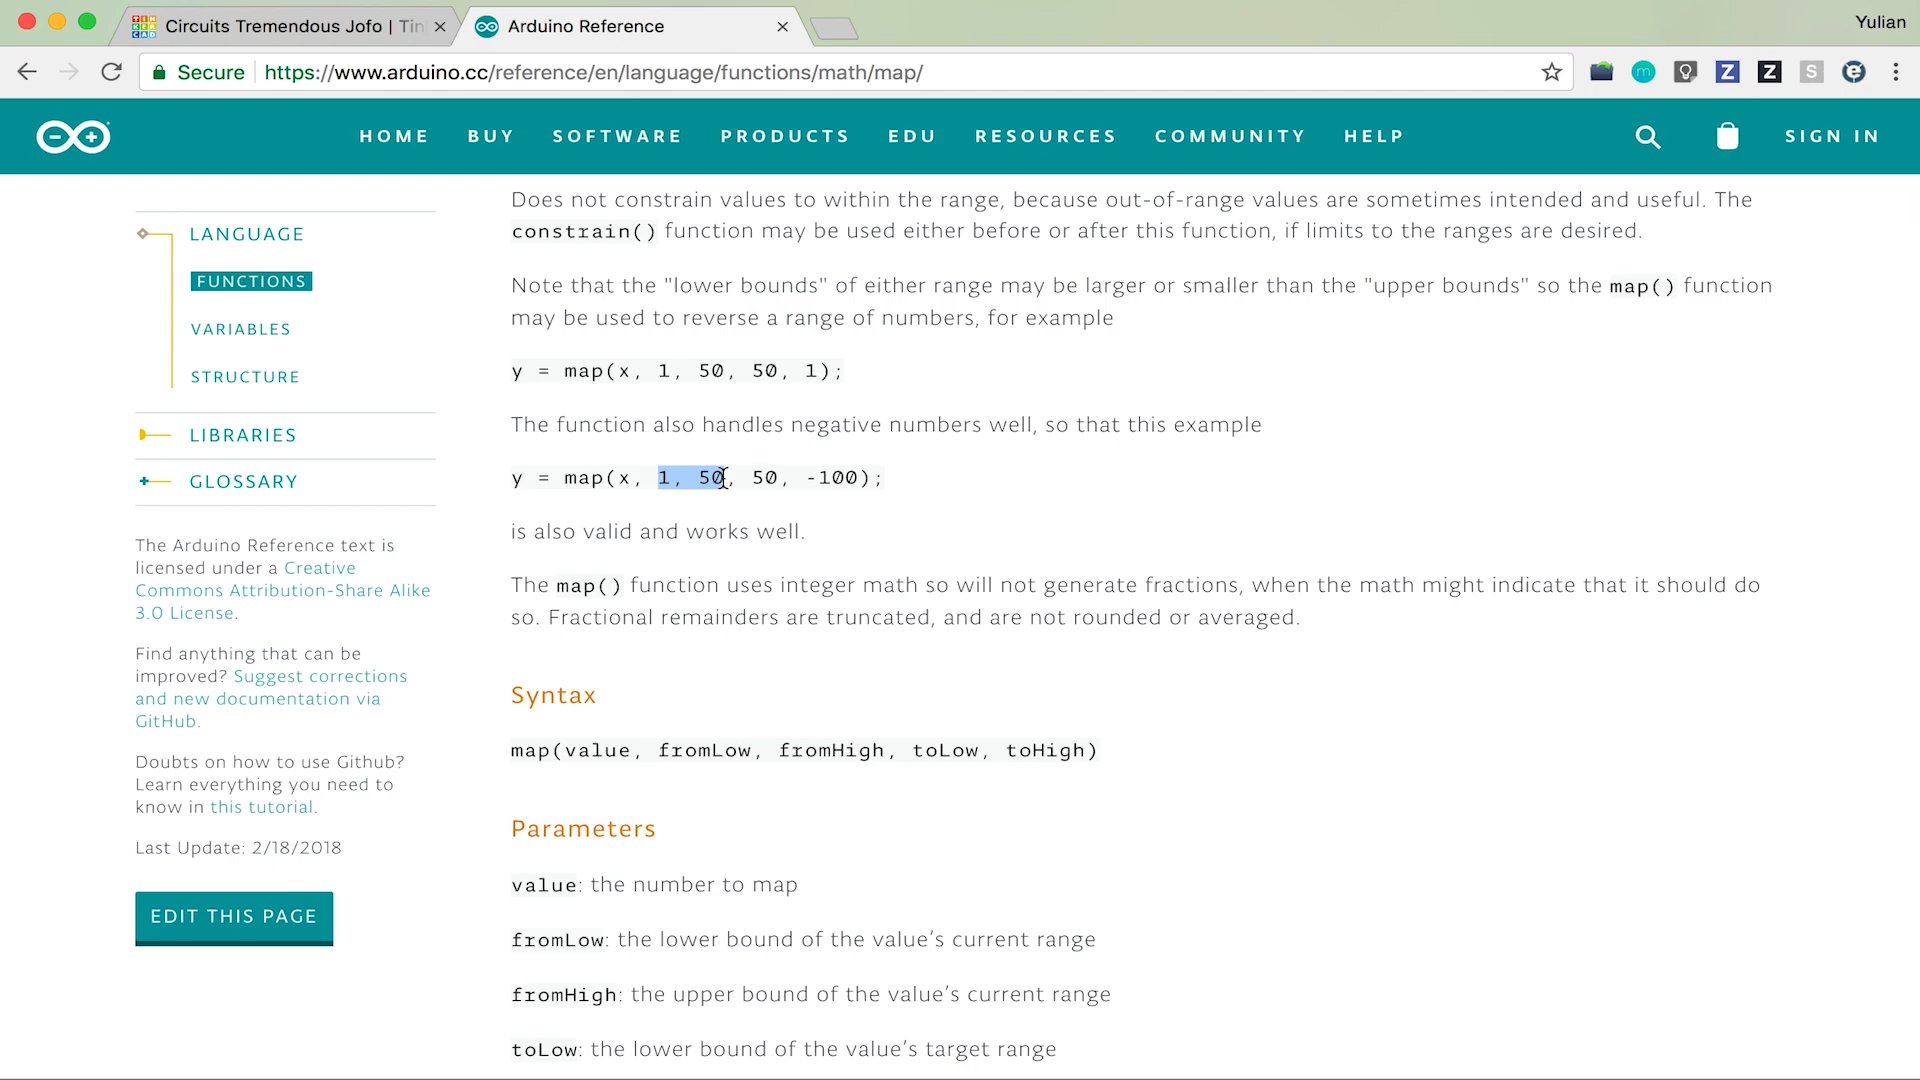 Circuits Tremendous Jofo | Tin
Arduino Reference
Yulian
Secure
https://www.arduino.cc/reference/en/language/functions/math/map/
HOME
BUY
SOFTWARE
PRODUCTS
EDU
RESOURCES
COMMUNITY
HELP
SIGN IN
LANGUAGE
FUNCTIONS
VARIABLES
STRUCTURE
LIBRARIES
GLOSSARY
The Arduino Reference text is
licensed under a Creative
Commons Attribution-Share Alike
3.0 License.
Find anything that can be
improved? Suggest corrections
and new documentation via
GitHub.
Doubts on how to use Github?
Learn everything you need to
know in this tutorial.
Last Update: 2/18/2018
EDIT THIS PAGE
Does not constrain values to within the range, because out-of-range values are sometimes intended and useful. The
constrain() function may be used either before or after this function, if limits to the ranges are desired.
Note that the "lower bounds" of either range may be larger or smaller than the "upper bounds" so the map() function
may be used to reverse a range of numbers, for example
y = map(x, 1, 50, 50, 1);
The function also handles negative numbers well, so that this example
y = map(x, 1, 50, 50, -100);
is also valid and works well.
The map() function uses integer math so will not generate fractions, when the math might indicate that it should do
so. Fractional remainders are truncated, and are not rounded or averaged.
Syntax
map(value, fromLow, fromHigh, toLow, toHigh)
Parameters
value: the number to map
fromLow: the lower bound of the value’s current range
fromHigh: the upper bound of the value’s current range
toLow: the lower bound of the value’s target range